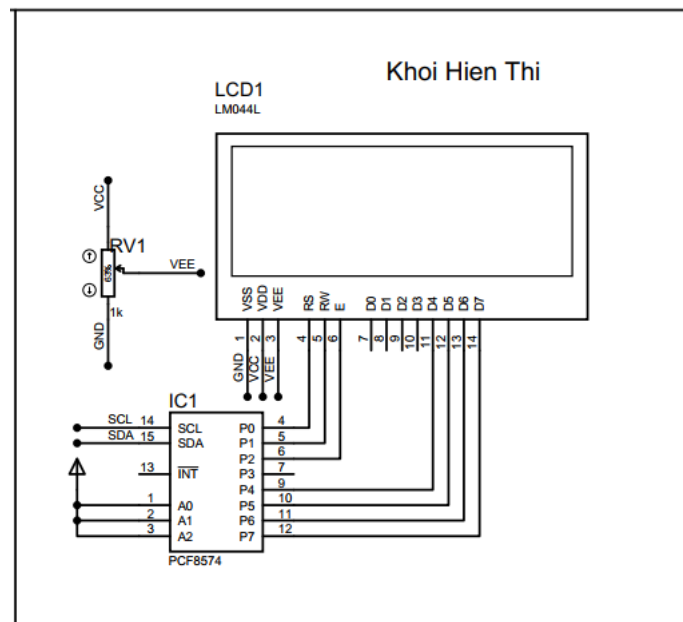 Khoi Hien Thi
LCD1
LM044L
VCC
RV1
63%
VEE
1k
GND
VSS VDD VEE RS RW E D0 D1 D2 D3 D4 D5 D6 D7
1 2 3 4 5 6 7 8 9 10 11 12 13 14
GND VCC VEE
IC1
SCL 14 SCL P0 4
SDA 15 SDA P1 5
P2 6
13 INT P3 7
P4 9
1 A0 P5 10
2 A1 P6 11
3 A2 P7 12
PCF8574